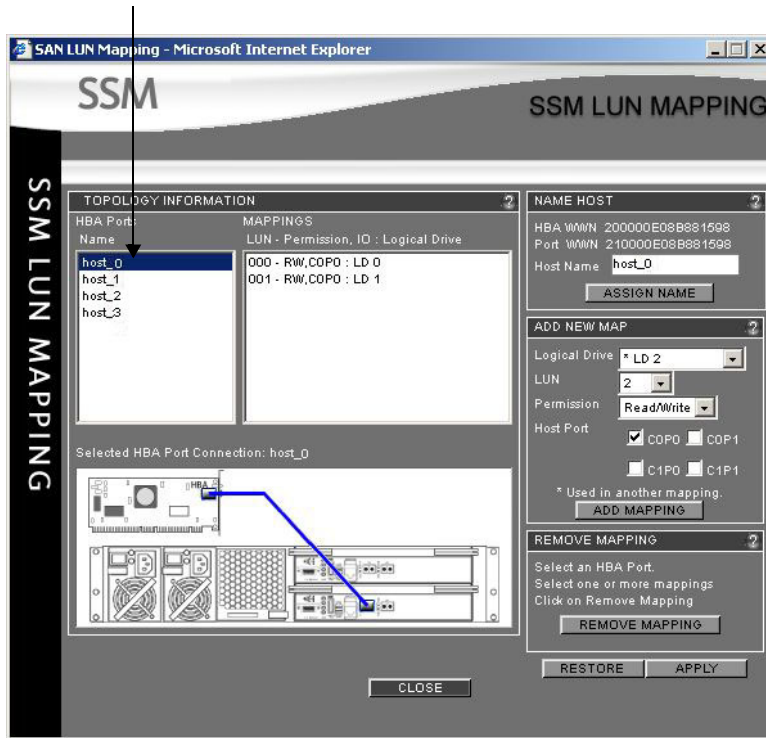 SAN LUN Mapping - Microsoft Internet Explorer
SSM
SSM LUN MAPPING
SSM LUN MAPPING
TOPOLOGY INFORMATION
HBA Ports
MAPPINGS
Name
LUN - Permission, IO : Logical Drive
host_0
host_1
host_2
host_3
000 - RW,C0P0 : LD 0
001 - RW,C0P0 : LD 1
Selected HBA Port Connection: host_0
HBA
NAME HOST
HBA WWN 200000E08B881598
Port WWN 210000E08B881598
Host Name host_0
ASSIGN NAME
ADD NEW MAP
Logical Drive * LD 2
LUN 2
Permission Read/Write
Host Port
C0P0 C0P1
C1P0 C1P1
* Used in another mapping.
ADD MAPPING
REMOVE MAPPING
Select an HBA Port.
Select one or more mappings
Click on Remove Mapping
REMOVE MAPPING
RESTORE APPLY
CLOSE